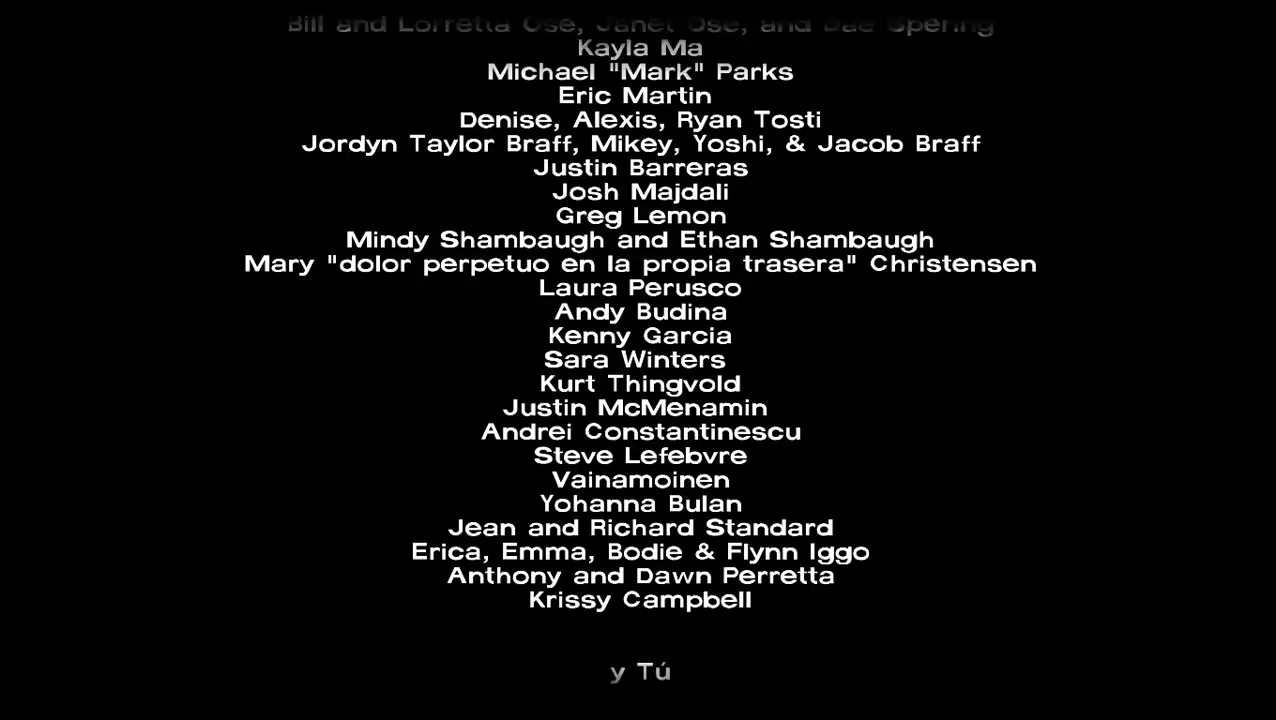 Bill and Lorretta Ose, Janet Ose, and Dae Spering
Kayla Ma
Michael "Mark" Parks
Eric Martin
Denise, Alexis, Ryan Tosti
Jordyn Taylor Braff, Mikey, Yoshi, & Jacob Braff
Justin Barreras
Josh Majdali
Greg Lemon
Mindy Shambaugh and Ethan Shambaugh
Mary "dolor perpetuo en la propia trasera" Christensen
Laura Perusco
Andy Budina
Kenny Garcia
Sara Winters
Kurt Thingvold
Justin McMenamin
Andrei Constantinescu
Steve Lefebvre
Vainamoinen
Yohanna Bulan
Jean and Richard Standard
Erica, Emma, Bodie & Flynn Iggo
Anthony and Dawn Perretta
Krissy Campbell
y Tú